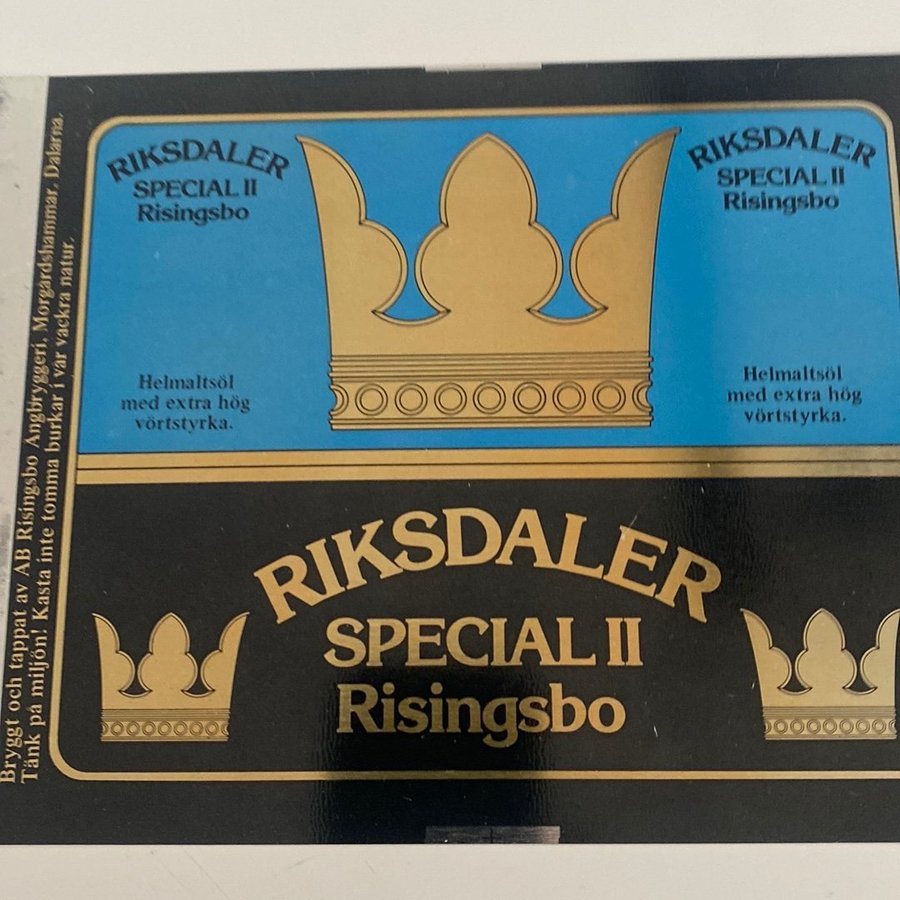 Bryggt och tappat av AB Risingsbo Ångbryggeri, Morgårdshammar, Dalarna.
Tänk på miljön! Kasta inte tomma burkar i vår vackra natur.
RIKSDALER
SPECIAL II
Risingsbo
Helmaltsöl
med extra hög
vörtstyrka.
RIKSDALER
SPECIAL II
Risingsbo
Helmaltsöl
med extra hög
vörtstyrka.
RIKSDALER
SPECIAL II
Risingsbo